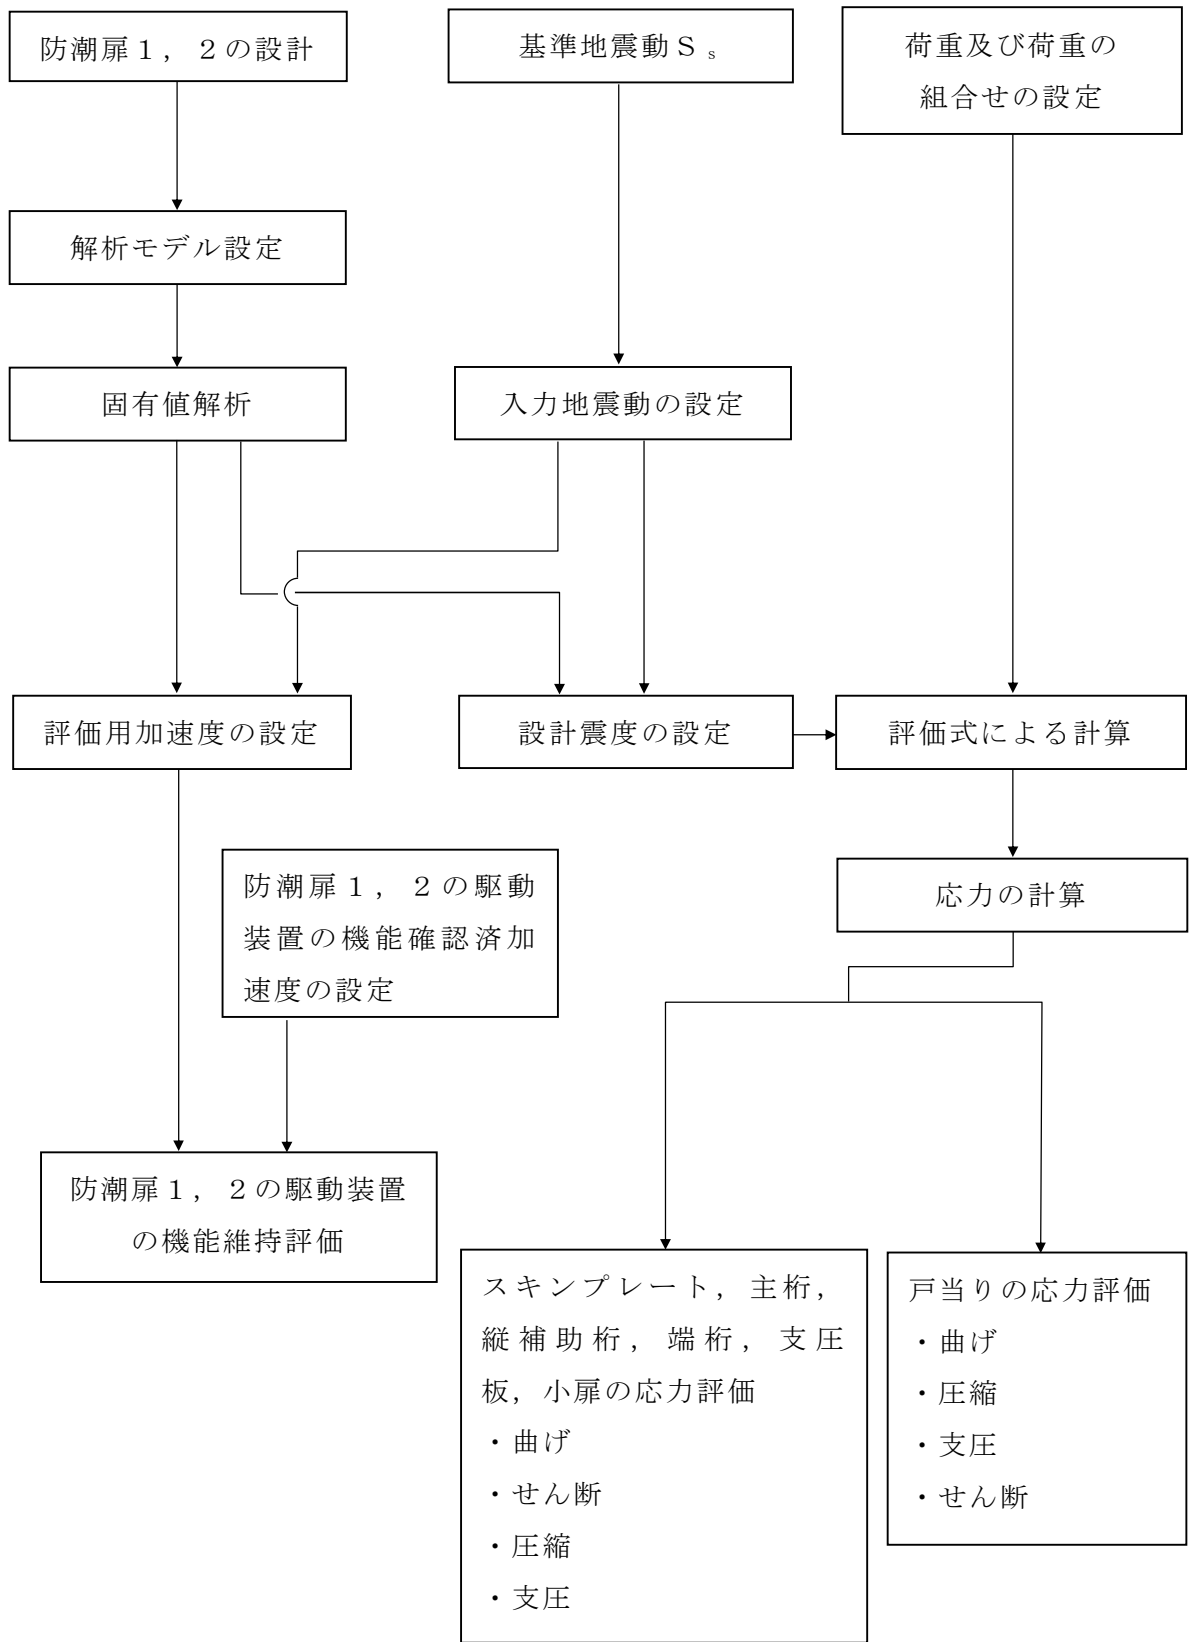 防潮扉１，２の設計
基準地震動Ｓｓ
荷重及び荷重の
組合せの設定
解析モデル設定
固有値解析
入力地震動の設定
評価用加速度の設定
設計震度の設定
評価式による計算
防潮扉１，２の駆動
装置の機能確認済加
速度の設定
応力の計算
防潮扉１，２の駆動装置
の機能維持評価
スキンプレート，主桁，
縦補助桁，端桁，支圧
板，小扉の応力評価
・曲げ
・せん断
・圧縮
・支圧
戸当りの応力評価
・曲げ
・圧縮
・支圧
・せん断